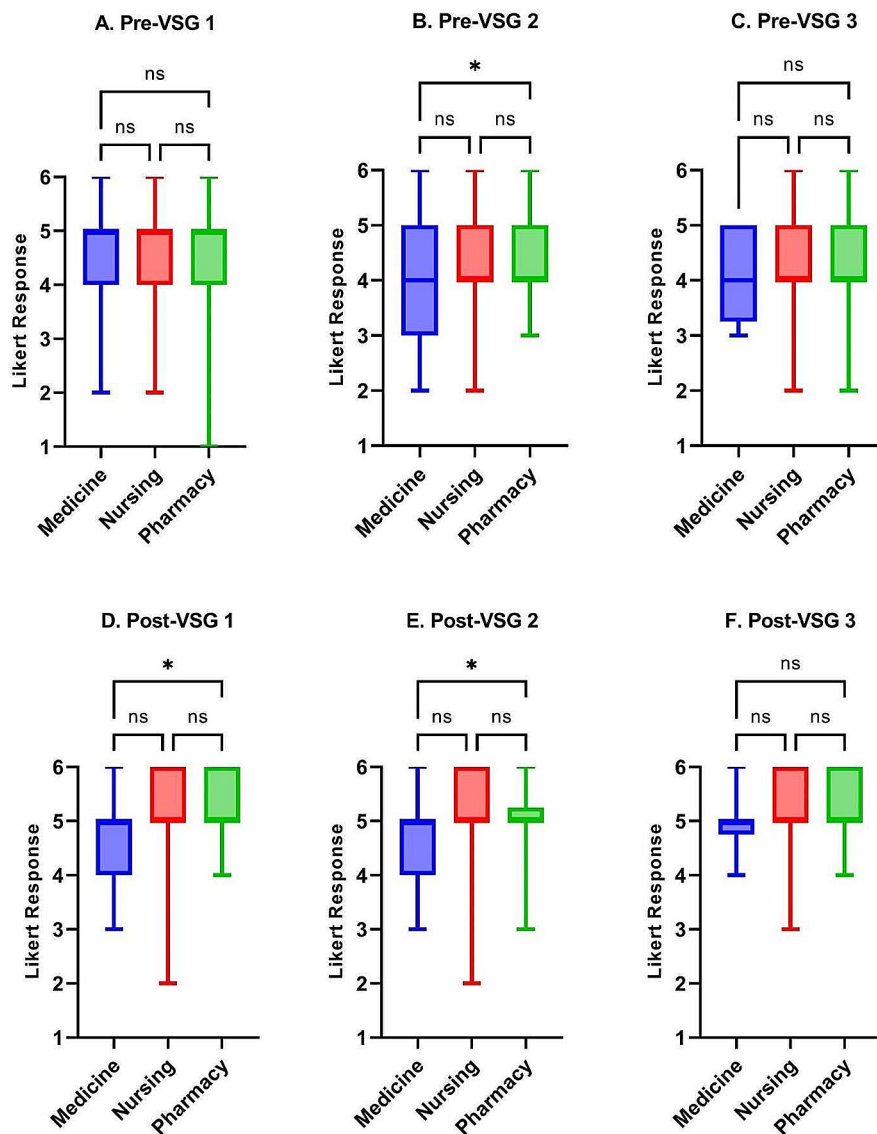 A. Pre-VSG 1
ns
ns ns
6
5
4
3
2
1
Likert Response
Medicine
Nursing
Pharmacy
B. Pre-VSG 2
*
ns ns
6
5
4
3
2
1
Likert Response
Medicine
Nursing
Pharmacy
C. Pre-VSG 3
ns
ns ns
6
5
4
3
2
1
Likert Response
Medicine
Nursing
Pharmacy
D. Post-VSG 1
*
ns ns
6
5
4
3
2
1
Likert Response
Medicine
Nursing
Pharmacy
E. Post-VSG 2
*
ns ns
6
5
4
3
2
1
Likert Response
Medicine
Nursing
Pharmacy
F. Post-VSG 3
ns
ns ns
6
5
4
3
2
1
Likert Response
Medicine
Nursing
Pharmacy